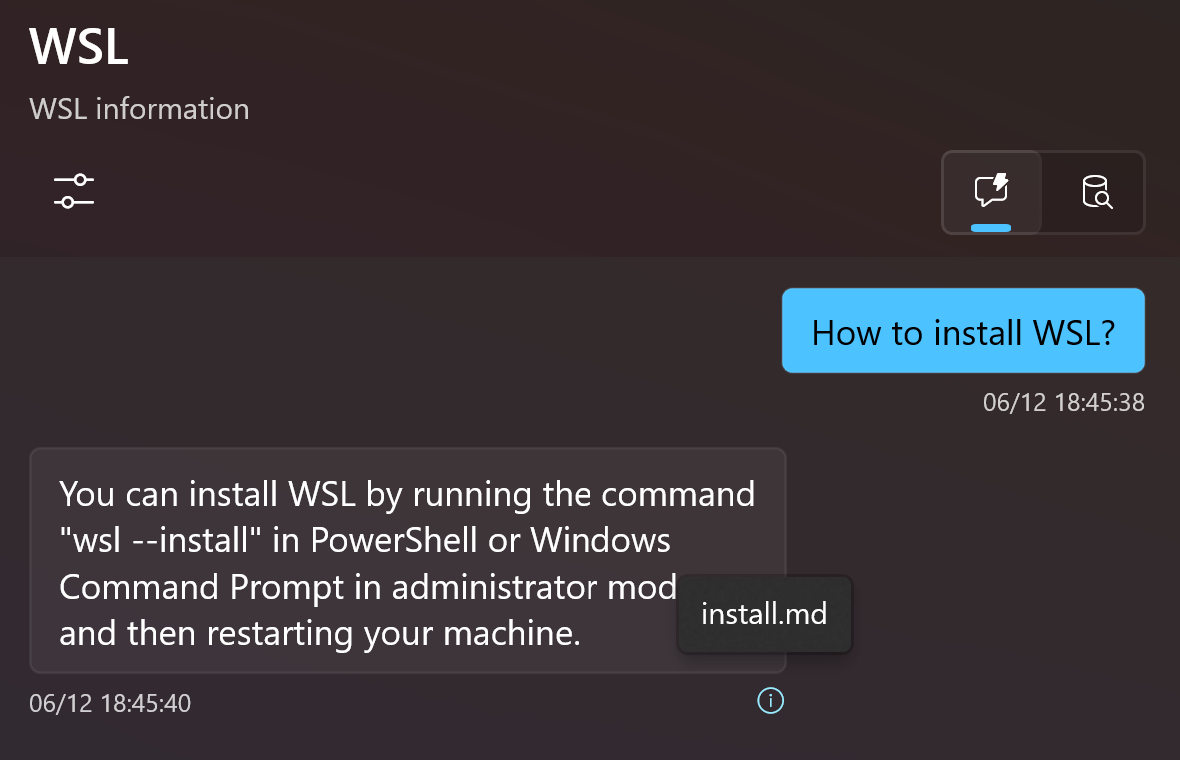 WSL
WSL information
How to install WSL?
06/12 18:45:38
You can install WSL by running the command
"wsl --install" in PowerShell or Windows
Command Prompt in administrator mod
and then restarting your machine.
install.md
06/12 18:45:40